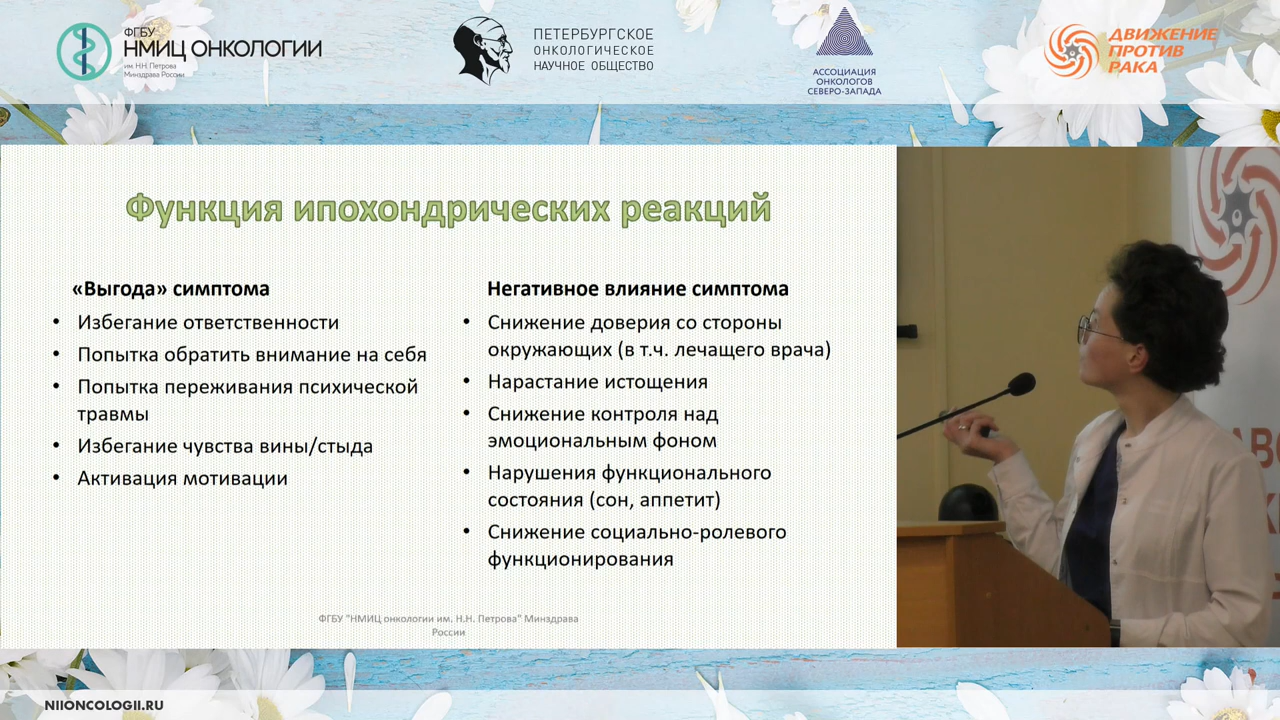 ФГБУ
НМИЦ ОНКОЛОГИИ
им. Н.Н. Петрова
Минздрава России
ПЕТЕРБУРГСКОЕ
ОНКОЛОГИЧЕСКОЕ
НАУЧНОЕ ОБЩЕСТВО
АССОЦИАЦИЯ
ОНКОЛОГОВ
СЕВЕРО-ЗАПАДА
ДВИЖЕНИЕ
ПРОТИВ
РАКА
Функция ипохондрических реакций
«Выгода» симптома
• Избегание ответственности
• Попытка обратить внимание на себя
• Попытка переживания психической
травмы
• Избегание чувства вины/стыда
• Активация мотивации
Негативное влияние симптома
• Снижение доверия со стороны
окружающих (в т.ч. лечащего врача)
• Нарастание истощения
• Снижение контроля над
эмоциональным фоном
• Нарушения функционального
состояния (сон, аппетит)
• Снижение социально-ролевого
функционирования
ФГБУ "НМИЦ онкологии им. Н.Н. Петрова" Минздрава
России
NIIONCOLOGII.RU